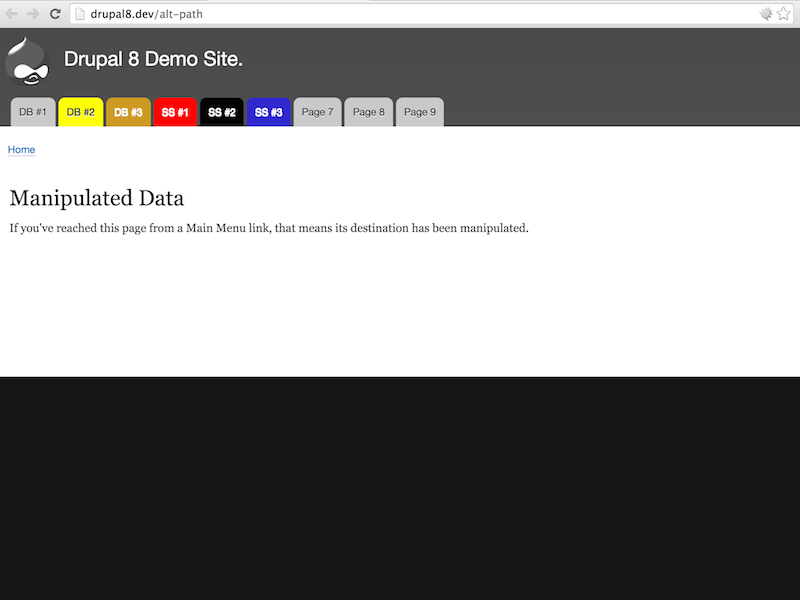 drupal8.dev/alt-path
Drupal 8 Demo Site.
DB #1 DB #2 DB #3 SS #1 SS #2 SS #3 Page 7 Page 8 Page 9
Home
Manipulated Data
If you've reached this page from a Main Menu link, that means its destination has been manipulated.